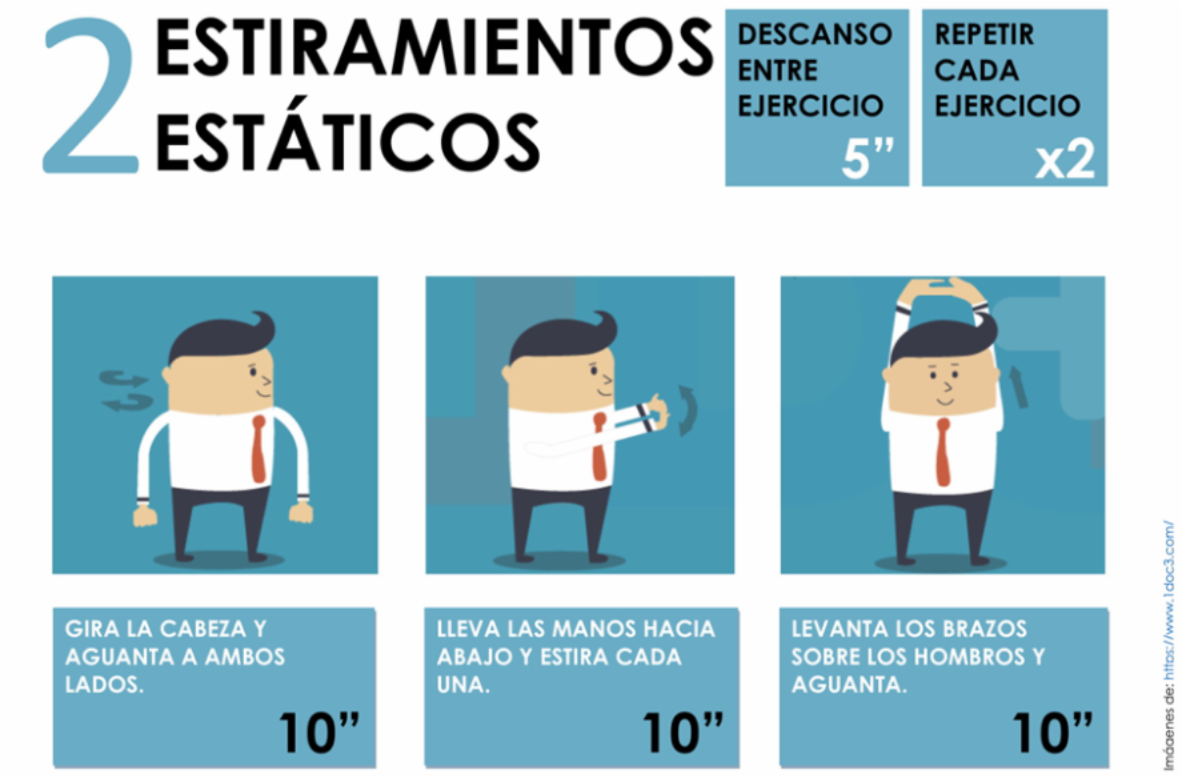 2
ESTIRAMIENTOS
ESTÁTICOS
DESCANSO
ENTRE
EJERCICIO
5”
REPETIR
CADA
EJERCICIO
x2
GIRA LA CABEZA Y
AGUANTA A AMBOS
LADOS.
10”
LLEVA LAS MANOS HACIA
ABAJO Y ESTIRA CADA
UNA.
10”
LEVANTA LOS BRAZOS
SOBRE LOS HOMBROS Y
AGUANTA.
10”
Imágenes de: https://www.1doc3.com/